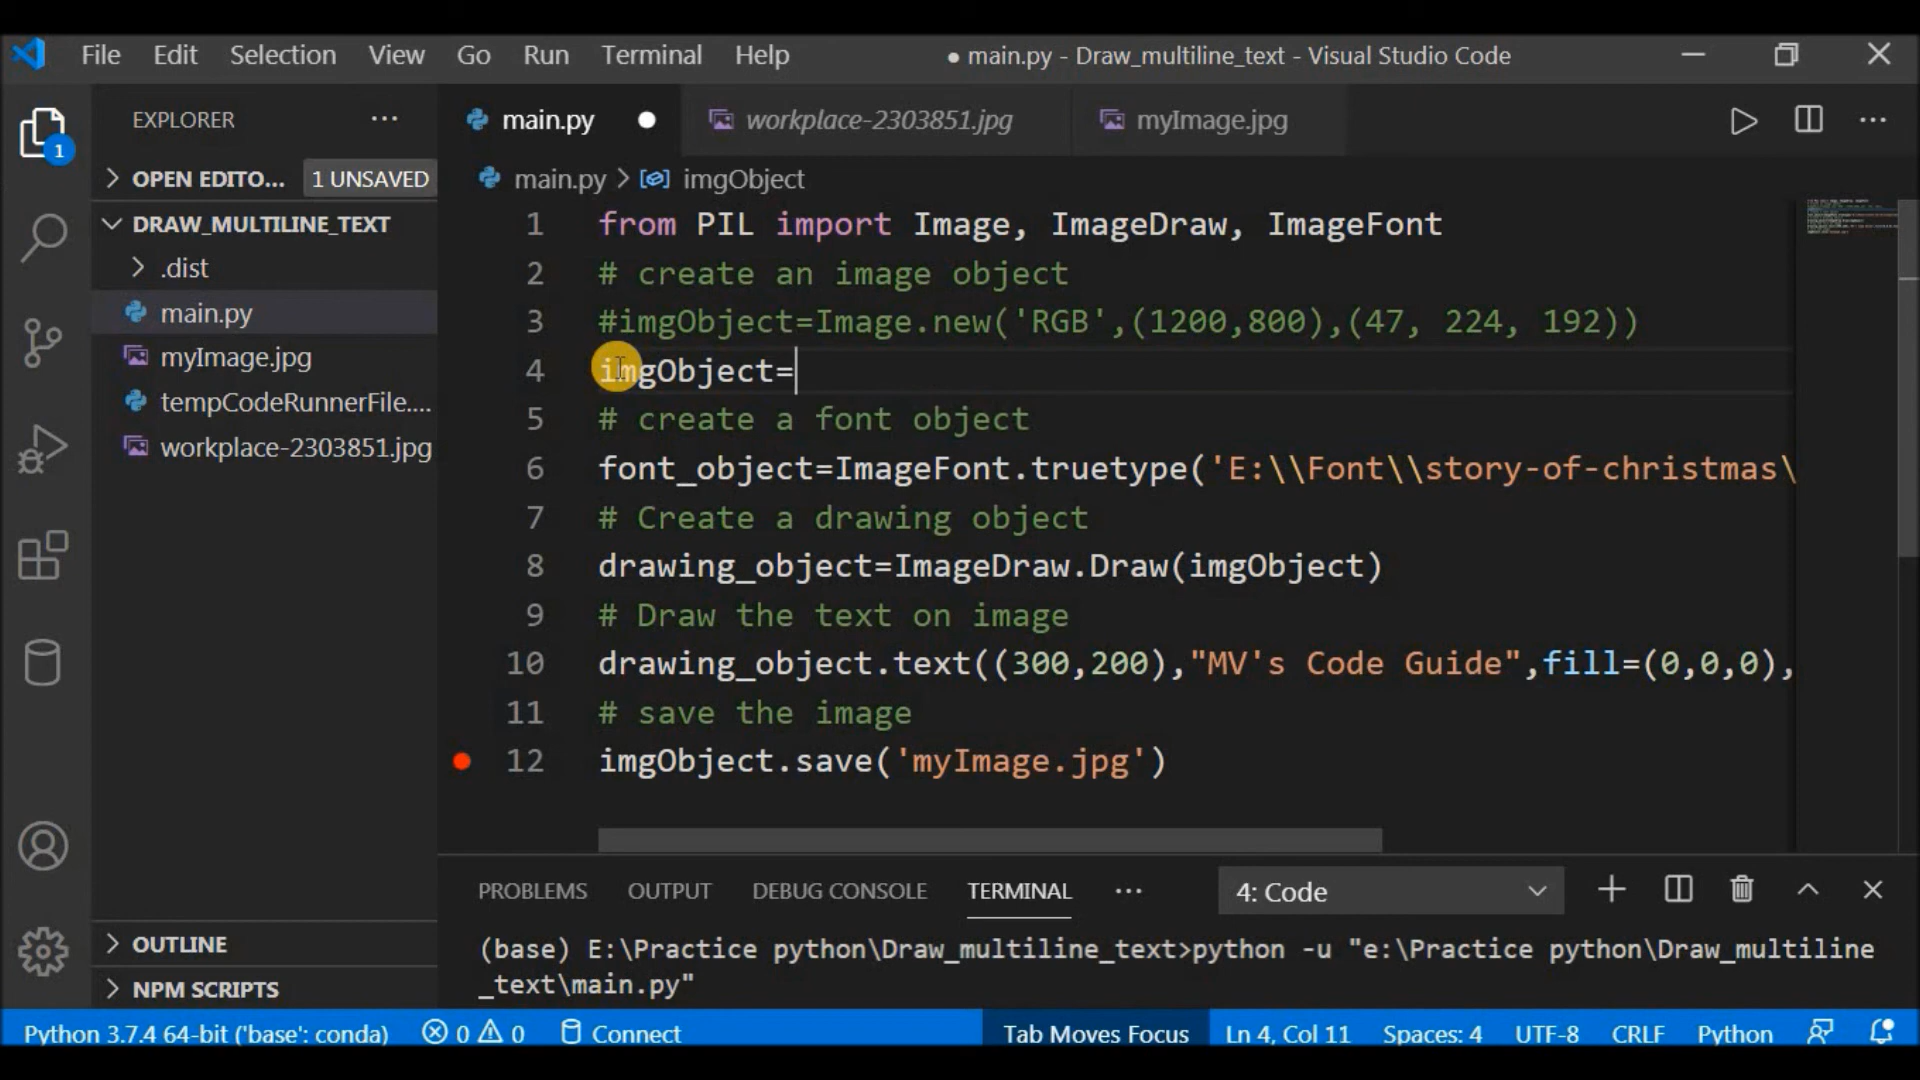 File Edit Selection View Go Run Terminal Help ● main.py - Draw_multiline_text - Visual Studio Code
EXPLORER ···
main.py ● workplace-2303851.jpg myImage.jpg ···
1
OPEN EDITO... 1 UNSAVED
main.py > imgObject
DRAW_MULTILINE_TEXT
.dist
main.py
myImage.jpg
tempCodeRunnerFile....
workplace-2303851.jpg
OUTLINE
NPM SCRIPTS
1 from PIL import Image, ImageDraw, ImageFont
2 # create an image object
3 #imgObject=Image.new('RGB',(1200,800),(47, 224, 192))
4 imgObject=
5 # create a font object
6 font_object=ImageFont.truetype('E:\\Font\\story-of-christmas\
7 # Create a drawing object
8 drawing_object=ImageDraw.Draw(imgObject)
9 # Draw the text on image
10 drawing_object.text((300,200),"MV's Code Guide",fill=(0,0,0),
11 # save the image
12 imgObject.save('myImage.jpg')
PROBLEMS OUTPUT DEBUG CONSOLE TERMINAL ··· 4: Code
(base) E:\Practice python\Draw_multiline_text>python -u "e:\Practice python\Draw_multiline
_text\main.py"
Python 3.7.4 64-bit ('base': conda) 0 0 Connect Tab Moves Focus Ln 4, Col 11 Spaces: 4 UTF-8 CRLF Python